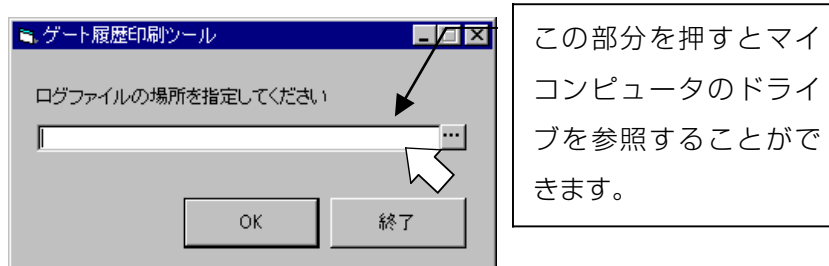 ゲート履歴印刷ツール
ログファイルの場所を指定してください
...
OK
終了
この部分を押すとマイ
コンピュータのドライ
ブを参照することがで
きます。